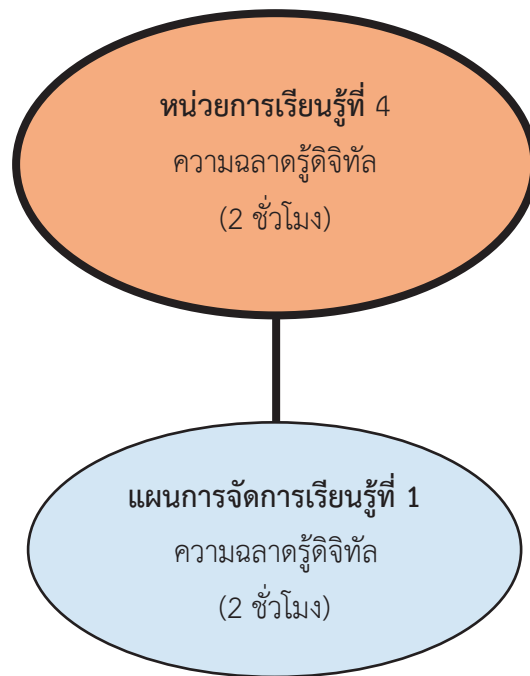 หน่วยการเรียนรู้ที่ 4
ความฉลาดรู้ดิจิทัล
(2 ชั่วโมง)
แผนการจัดการเรียนรู้ที่ 1
ความฉลาดรู้ดิจิทัล
(2 ชั่วโมง)